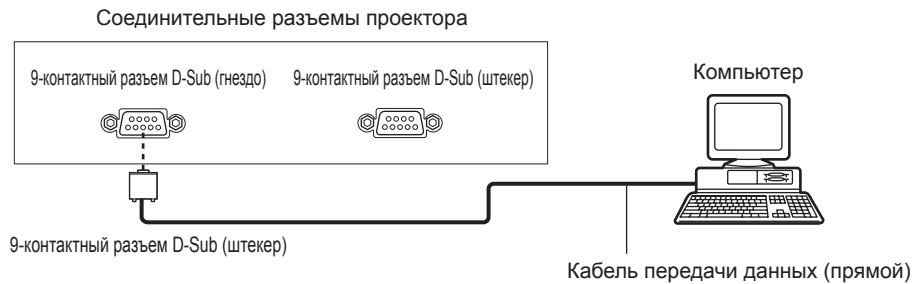 Соединительные разъемы проектора
9-контактный разъем D-Sub (гнездо)
9-контактный разъем D-Sub (штекер)
Компьютер
9-контактный разъем D-Sub (штекер)
Кабель передачи данных (прямой)